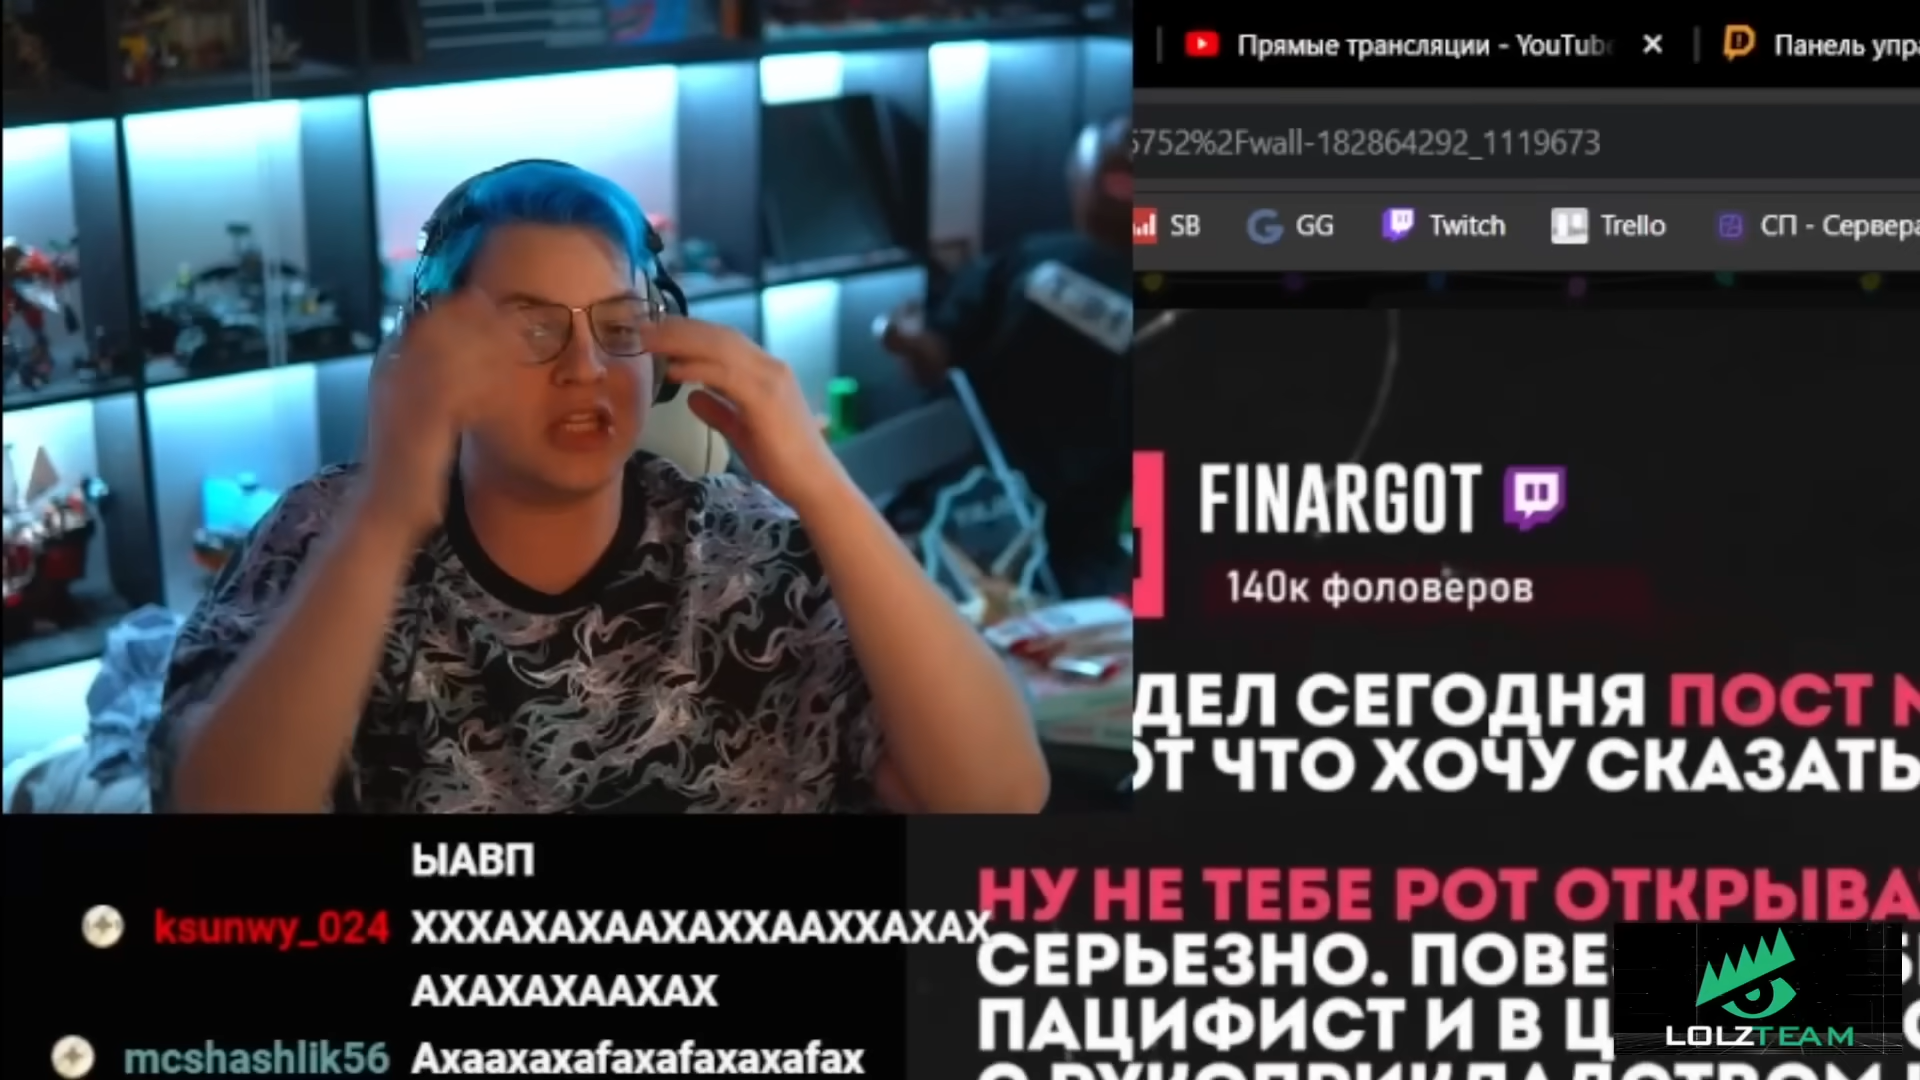 Прямые трансляции - YouTub
Панель упра
5752%2Fwall-182864292_1119673
SB
GG
Twitch
Trello
СП - Сервера
FINARGOT
140к фоловеров
ДЕЛ СЕГОДНЯ ПОСТ
ОТ ЧТО ХОЧУ СКАЗАТЬ
НУ НЕ ТЕБЕ РОТ ОТКРЫВА
СЕРЬЕЗНО. ПОВЕ
ПАЦИФИСТ И В Ц
С РУКОПРИКЛАДСТВОМ
ЫАВП
ksunwy_024 ХХХАХАХААХАХХААХХАХАХ
АХАХАХААХАХ
mcshashlik56 Ахаахахаfахаfахахаfах
LOLZTEAM